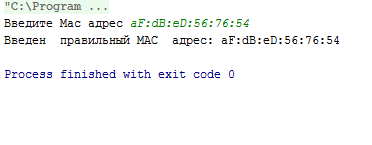 "C:\Program ...
Введите Mac адрес aF:dB:eD:56:76:54
Введен  правильный MAC  адрес: aF:dB:eD:56:76:54
Process finished with exit code 0